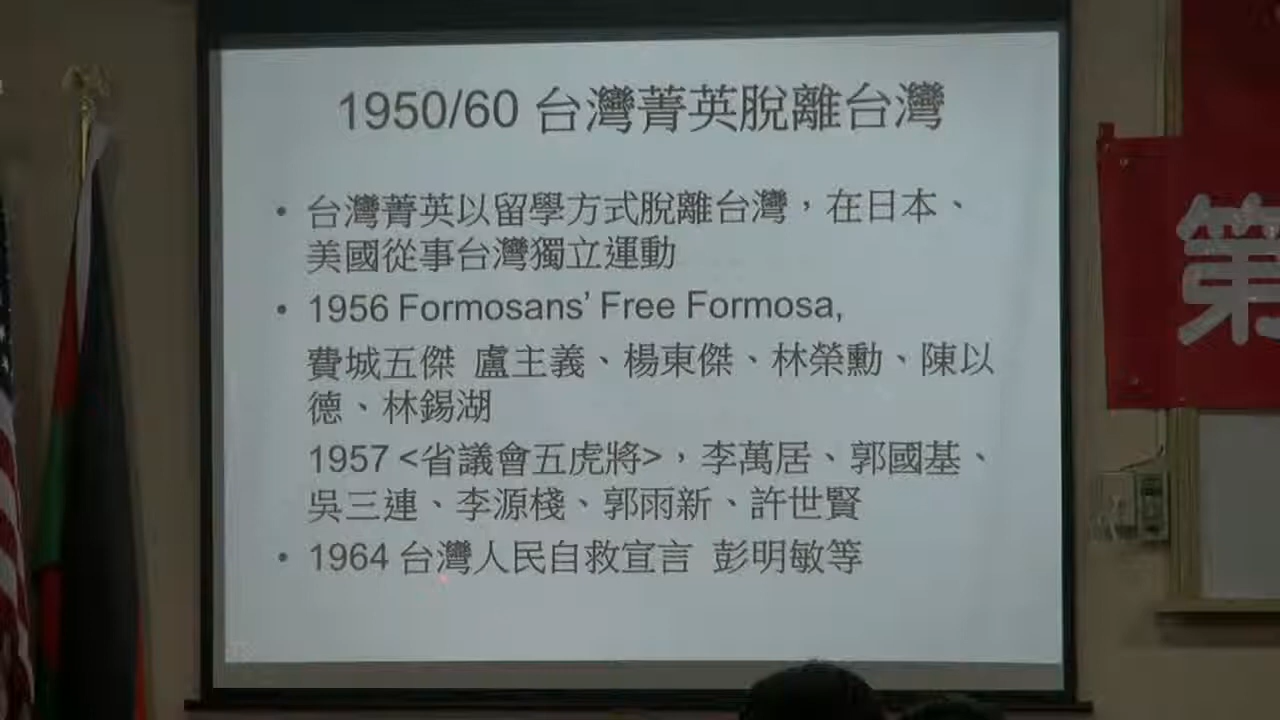 1950/60 台灣菁英脫離台灣
• 台灣菁英以留學方式脫離台灣，在日本、
美國從事台灣獨立運動
• 1956 Formosans’ Free Formosa,
費城五傑 盧主義、楊東傑、林榮勳、陳以
德、林錫湖
1957 <省議會五虎將>，李萬居、郭國基、
吳三連、李源棧、郭雨新、許世賢
• 1964 台灣人民自救宣言 彭明敏等
第